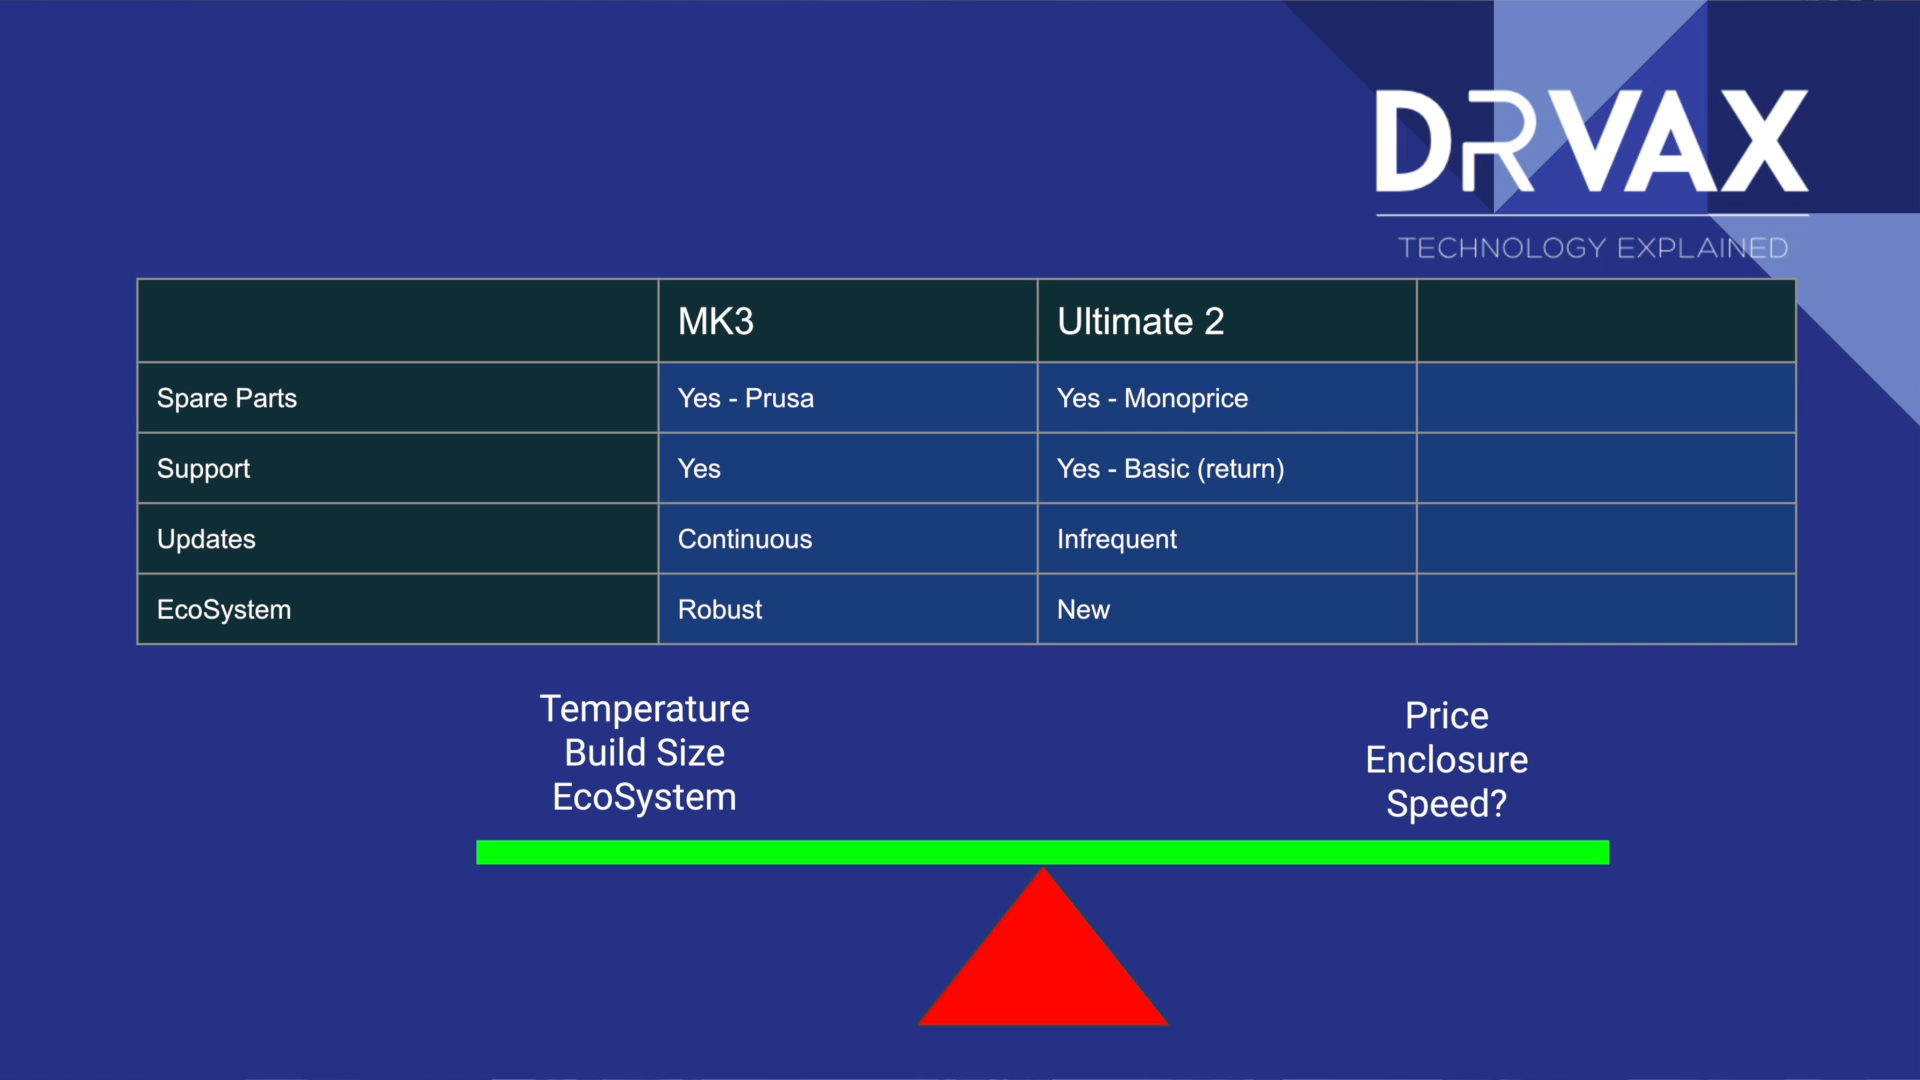 DRVAX
TECHNOLOGY EXPLAINED
MK3 Ultimate 2
Spare Parts Yes - Prusa Yes - Monoprice
Support Yes Yes - Basic (return)
Updates Continuous Infrequent
EcoSystem Robust New
Temperature
Build Size
EcoSystem
Price
Enclosure
Speed?